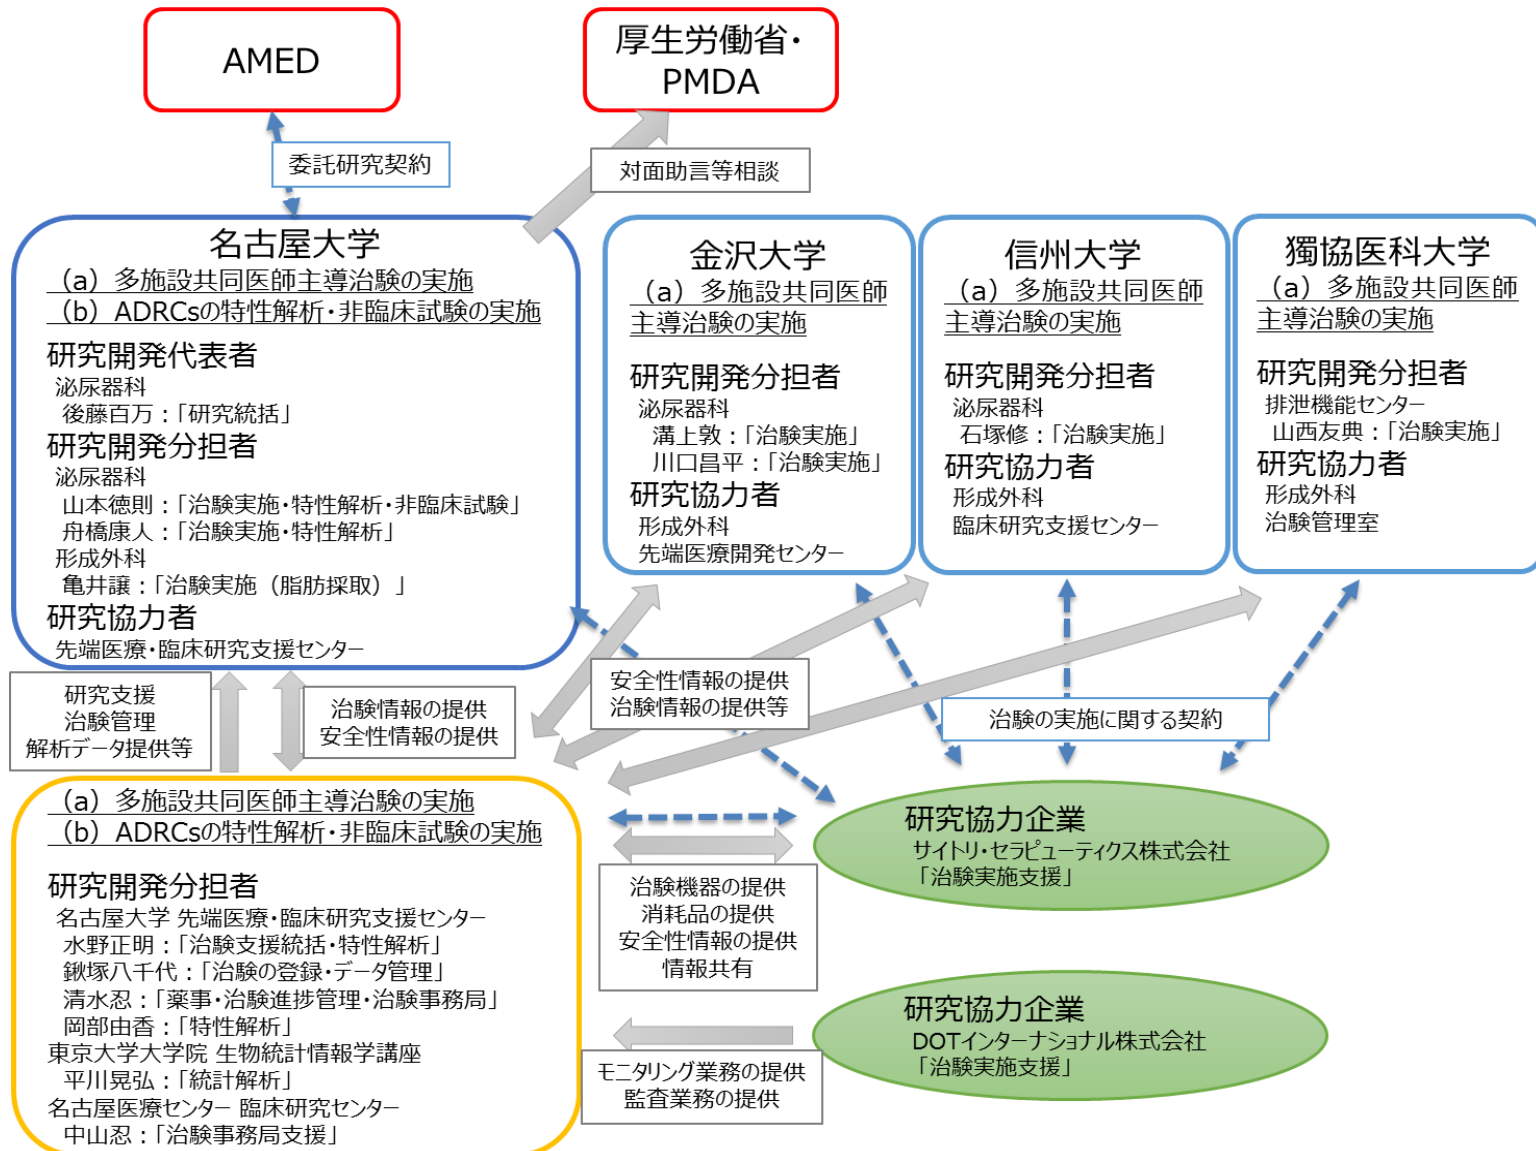 AMED
厚生労働省・
PMDA
委託研究契約
対面助言等相談
名古屋大学
（a）多施設共同医師主導治験の実施
（b）ADRCsの特性解析・非臨床試験の実施
研究開発代表者
泌尿器科
後藤百万：「研究統括」
研究開発分担者
泌尿器科
山本徳則：「治験実施・特性解析・非臨床試験」
舟橋康人：「治験実施・特性解析」
形成外科
亀井譲：「治験実施（脂肪採取）」
研究協力者
先端医療・臨床研究支援センター
金沢大学
（a）多施設共同医師
主導治験の実施
研究開発分担者
泌尿器科
溝上敦：「治験実施」
川口昌平：「治験実施」
研究協力者
形成外科
先端医療開発センター
信州大学
（a）多施設共同医師
主導治験の実施
研究開発分担者
泌尿器科
石塚修：「治験実施」
研究協力者
形成外科
臨床研究支援センター
獨協医科大学
（a）多施設共同医師
主導治験の実施
研究開発分担者
排泄機能センター
山西友典：「治験実施」
研究協力者
形成外科
治験管理室
研究支援
治験管理
解析データ提供等
治験情報の提供
安全性情報の提供
安全性情報の提供
治験情報の提供等
治験の実施に関する契約
（a）多施設共同医師主導治験の実施
（b）ADRCsの特性解析・非臨床試験の実施
研究開発分担者
名古屋大学 先端医療・臨床研究支援センター
水野正明：「治験支援統括・特性解析」
鍬塚八千代：「治験の登録・データ管理」
清水忍：「薬事・治験進捗管理・治験事務局」
岡部由香：「特性解析」
東京大学大学院 生物統計情報学講座
平川晃弘：「統計解析」
名古屋医療センター 臨床研究センター
中山忍：「治験事務局支援」
治験機器の提供
消耗品の提供
安全性情報の提供
情報共有
モニタリング業務の提供
監査業務の提供
研究協力企業
サイトリ・セラピューティクス株式会社
「治験実施支援」
研究協力企業
DOTインターナショナル株式会社
「治験実施支援」